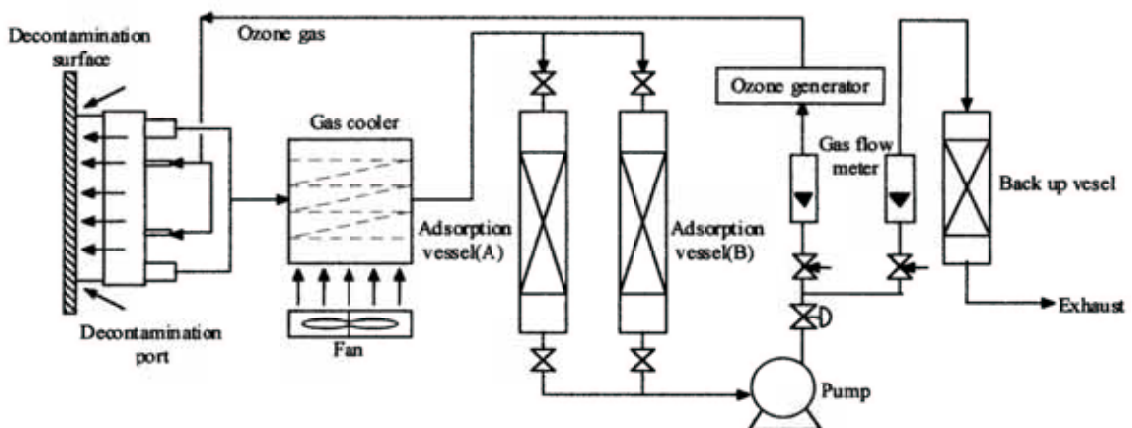 Decontamination
surface
Ozone gas
Ozone generator
Gas cooler
Gas flow
meter
Back up vesel
Adsorption
vessel(A)
Adsorption
vessel(B)
Exhaust
Decontamination
port
Fan
Pump